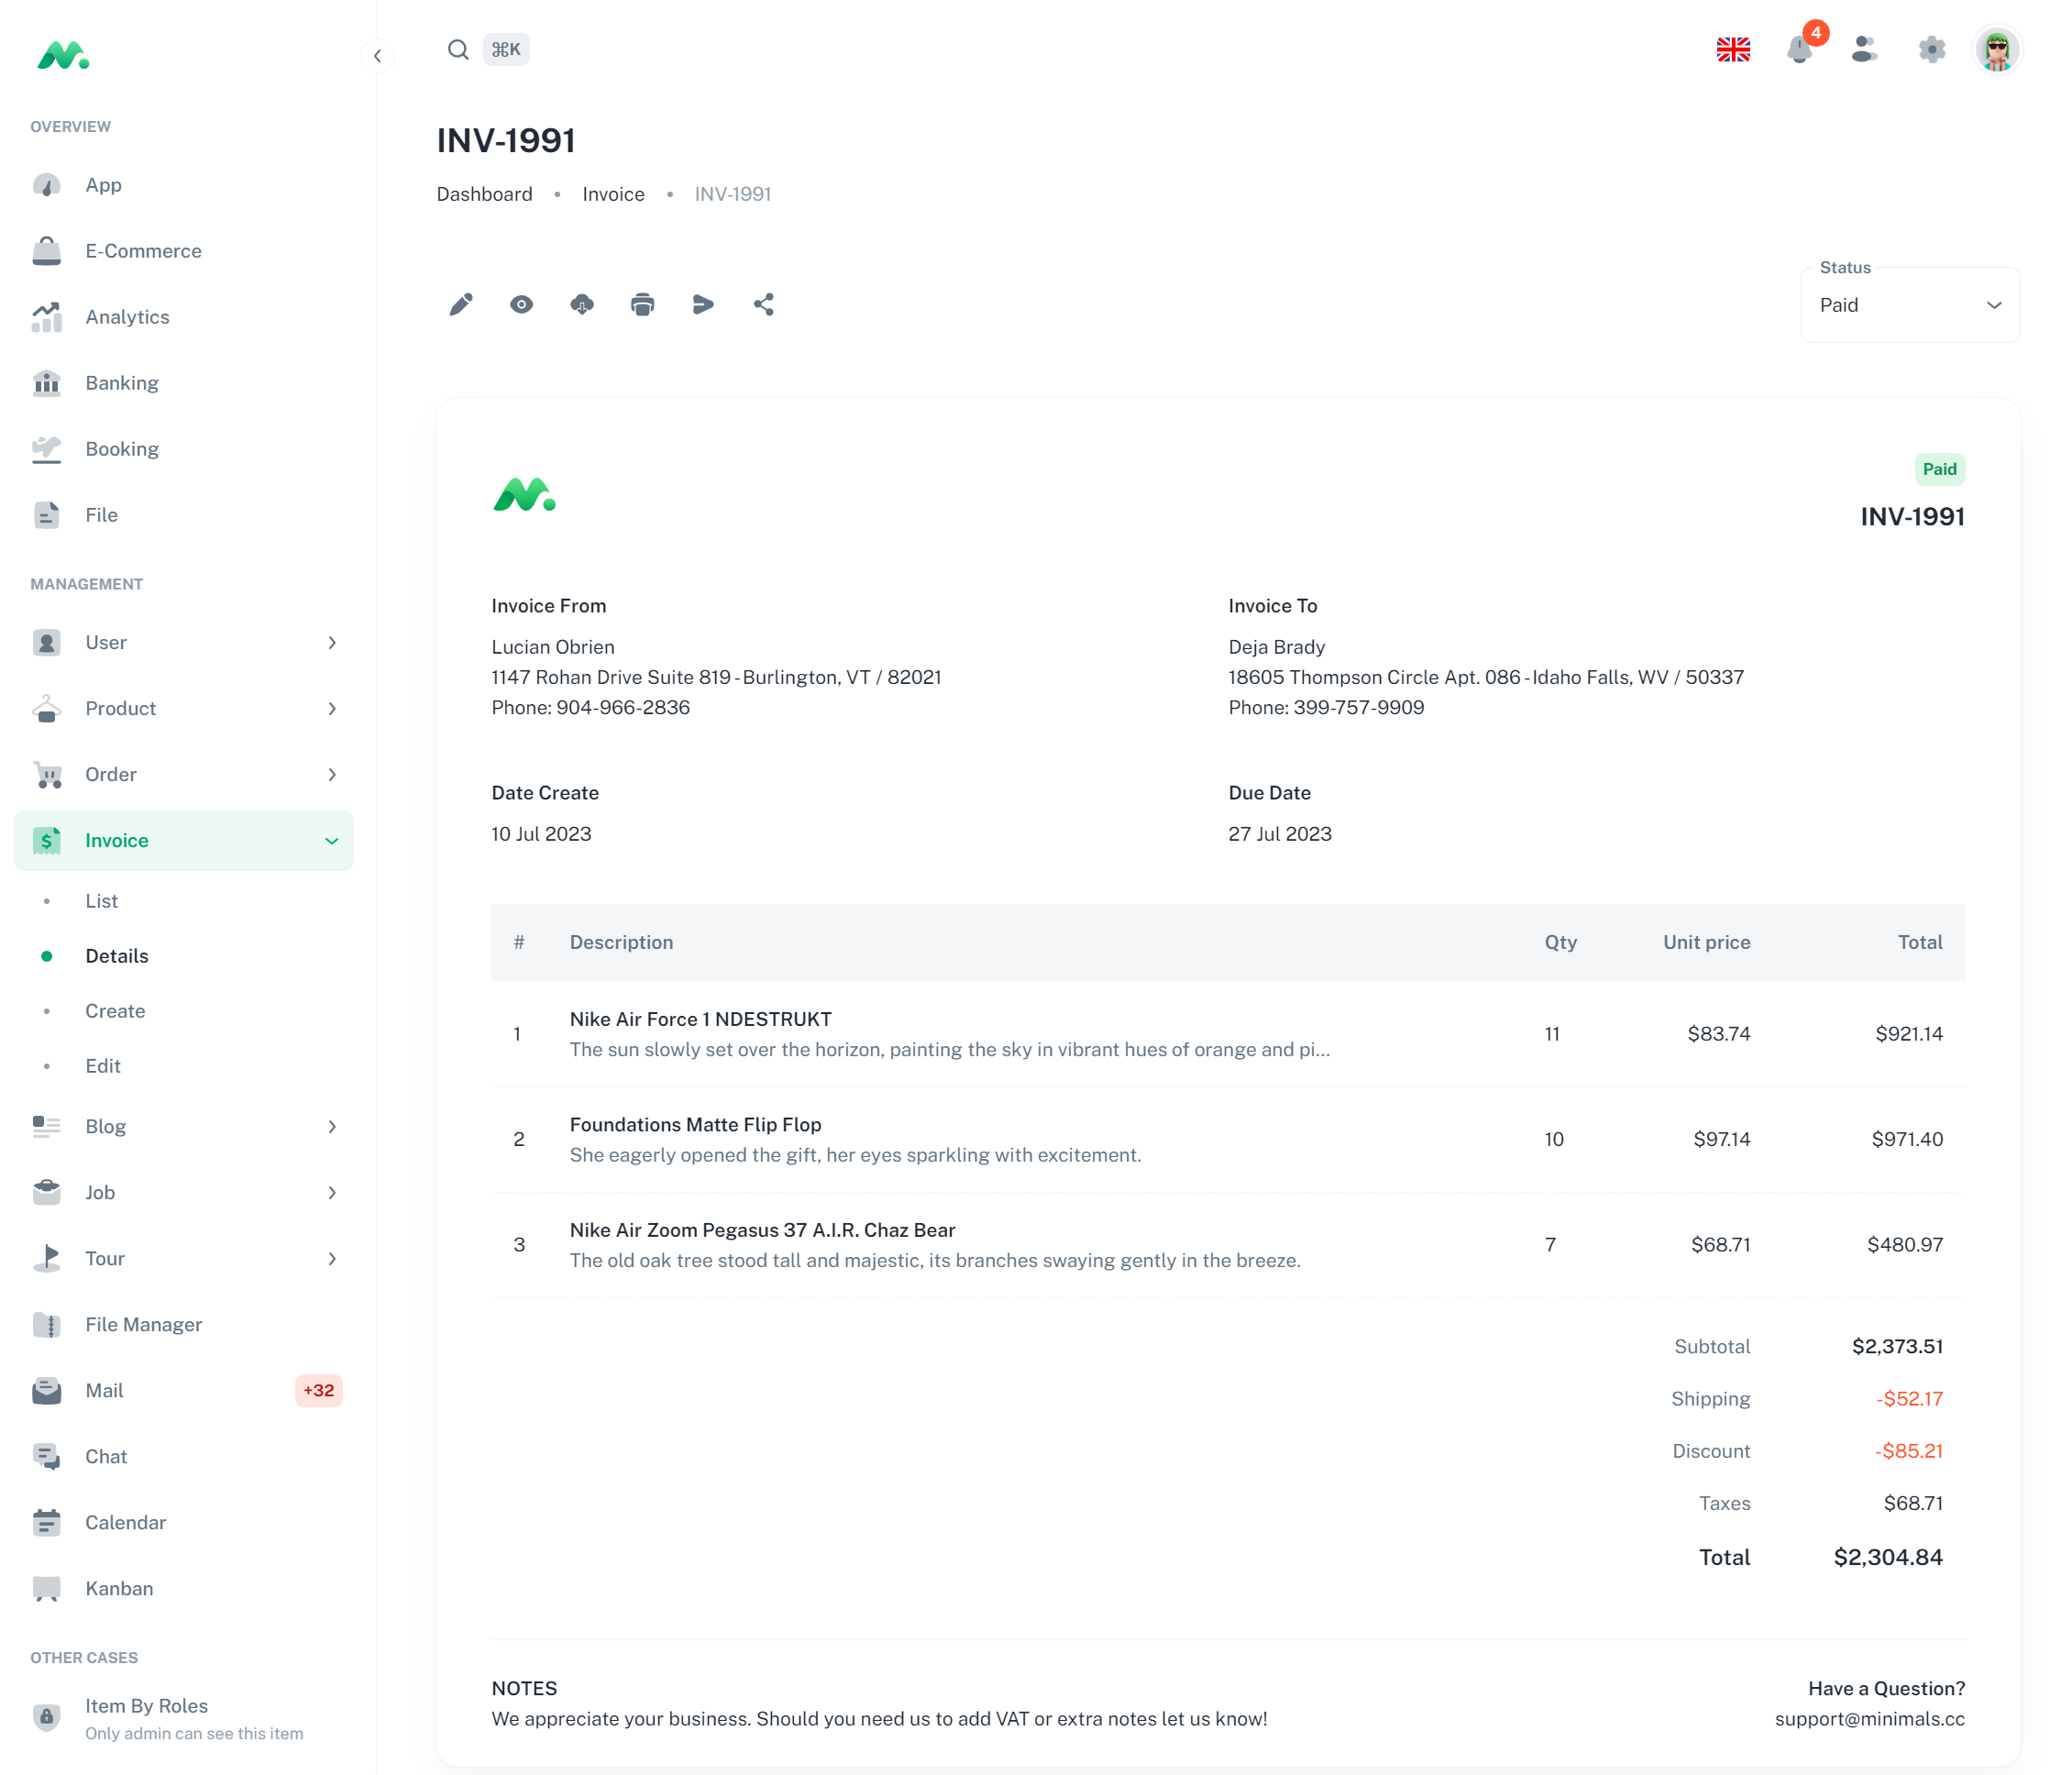 OVERVIEW
App
E-Commerce
Analytics
Banking
Booking
File
MANAGEMENT
User
Product
Order
Invoice
List
Details
Create
Edit
Blog
Job
Tour
File Manager
Mail +32
Chat
Calendar
Kanban
OTHER CASES
Item By Roles
Only admin can see this item
⌘K
4
INV-1991
Dashboard • Invoice • INV-1991
Status
Paid
Paid
INV-1991
Invoice From
Lucian Obrien
1147 Rohan Drive Suite 819 - Burlington, VT / 82021
Phone: 904-966-2836
Invoice To
Deja Brady
18605 Thompson Circle Apt. 086 - Idaho Falls, WV / 50337
Phone: 399-757-9909
Date Create
10 Jul 2023
Due Date
27 Jul 2023
# Description Qty Unit price Total
1 Nike Air Force 1 NDESTRUKT 11 $83.74 $921.14
The sun slowly set over the horizon, painting the sky in vibrant hues of orange and pi...
2 Foundations Matte Flip Flop 10 $97.14 $971.40
She eagerly opened the gift, her eyes sparkling with excitement.
3 Nike Air Zoom Pegasus 37 A.I.R. Chaz Bear 7 $68.71 $480.97
The old oak tree stood tall and majestic, its branches swaying gently in the breeze.
Subtotal $2,373.51
Shipping -$52.17
Discount -$85.21
Taxes $68.71
Total $2,304.84
NOTES
We appreciate your business. Should you need us to add VAT or extra notes let us know!
Have a Question?
support@minimals.cc